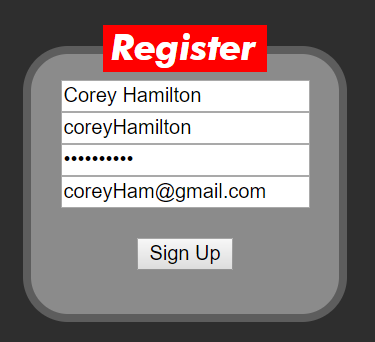 Register
Corey Hamilton
coreyHamilton
••••••••••
coreyHam@gmail.com
Sign Up